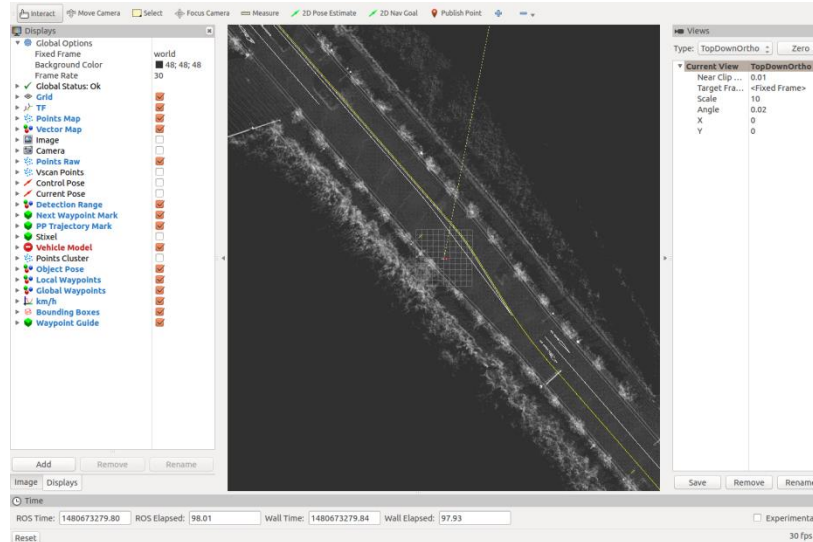 Interact Move Camera Select Focus Camera Measure 2D Pose Estimate 2D Nav Goal Publish Point
Displays
Global Options
Fixed Frame world
Background Color 48; 48; 48
Frame Rate 30
Global Status: Ok
Grid
TF
Points Map
Vector Map
Image
Camera
Points Raw
Vscan Points
Control Pose
Current Pose
Detection Range
Next Waypoint Mark
PP Trajectory Mark
Stixel
Vehicle Model
Points Cluster
Object Pose
Local Waypoints
Global Waypoints
km/h
Bounding Boxes
Waypoint Guide
Add Remove Rename
Image Displays
Views
Type: TopDownOrtho Zero
Current View TopDownOrtho
Near Clip ... 0.01
Target Fra... <Fixed Frame>
Scale 10
Angle 0.02
X 0
Y 0
Save Remove Rename
Time
ROS Time: 1480673279.80 ROS Elapsed: 98.01 Wall Time: 1480673279.84 Wall Elapsed: 97.93 Experimenta
Reset 30 fps